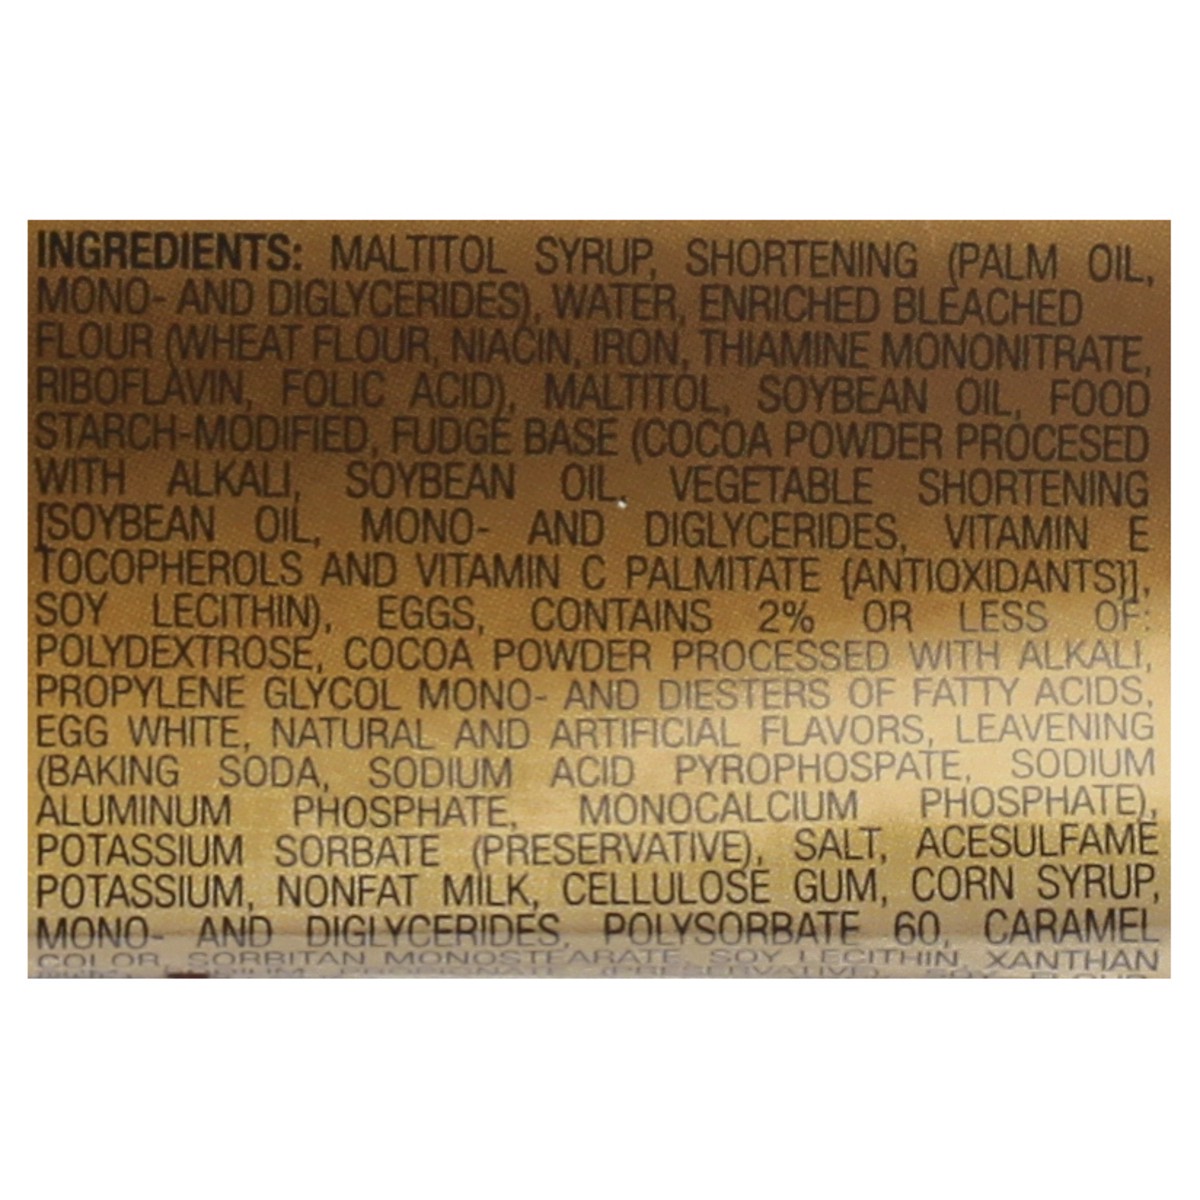 INGREDIENTS: MALTITOL SYRUP, SHORTENING (PALM OIL,
MONO- AND DIGLYCERIDES), WATER, ENRICHED BLEACHED
FLOUR (WHEAT FLOUR, NIACIN, IRON, THIAMINE MONONITRATE,
RIBOFLAVIN, FOLIC ACID), MALTITOL, SOYBEAN OIL, FOOD
STARCH-MODIFIED, FUDGE BASE (COCOA POWDER PROCESED
WITH ALKALI, SOYBEAN OIL, VEGETABLE SHORTENING
[SOYBEAN OIL, MONO- AND DIGLYCERIDES, VITAMIN E
TOCOPHEROLS AND VITAMIN C PALMITATE {ANTIOXIDANTS}],
SOY LECITHIN), EGGS, CONTAINS 2% OR LESS OF:
POLYDEXTROSE, COCOA POWDER PROCESSED WITH ALKALI,
PROPYLENE GLYCOL MONO- AND DIESTERS OF FATTY ACIDS,
EGG WHITE, NATURAL AND ARTIFICIAL FLAVORS, LEAVENING
(BAKING SODA, SODIUM ACID PYROPHOSPATE, SODIUM
ALUMINUM PHOSPHATE, MONOCALCIUM PHOSPHATE),
POTASSIUM SORBATE (PRESERVATIVE), SALT, ACESULFAME
POTASSIUM, NONFAT MILK, CELLULOSE GUM, CORN SYRUP,
MONO- AND DIGLYCERIDES, POLYSORBATE 60, CARAMEL
COLOR, SORBITAN MONOSTEARATE, SOY LECITHIN, XANTHAN
(PRESERVATIVE)